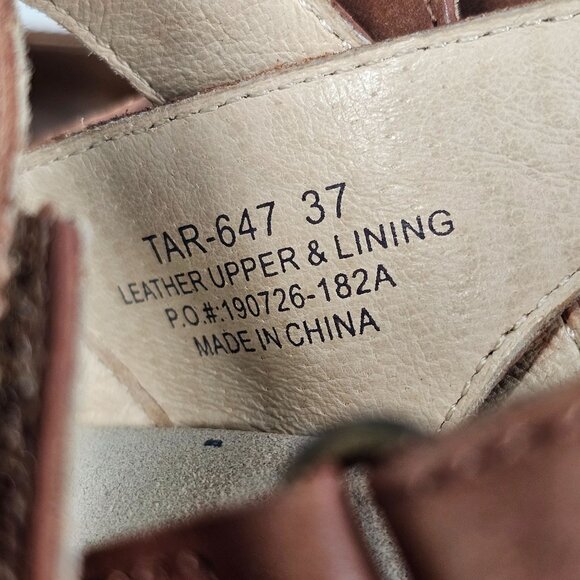 TAR-647 37
LEATHER UPPER & LINING
P.O.#:190726-182A
MADE IN CHINA